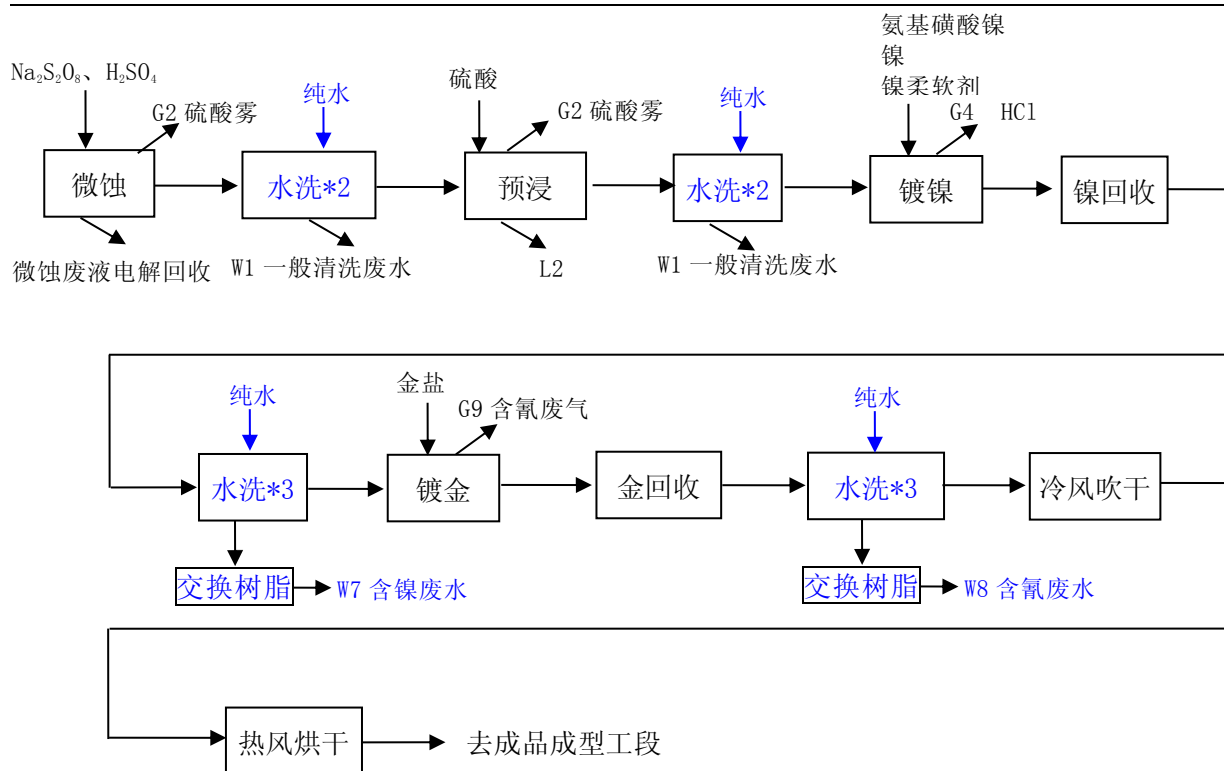 氨基磺酸镍
镍
镍柔软剂
Na₂S₂O₈、H₂SO₄
G2 硫酸雾
纯水
硫酸
G2 硫酸雾
纯水
G4 HCl
微蚀
水洗*2
预浸
水洗*2
镀镍
镍回收
微蚀废液电解回收
W1 一般清洗废水
L2
W1 一般清洗废水
纯水
金盐
G9 含氰废气
纯水
水洗*3
镀金
金回收
水洗*3
冷风吹干
交换树脂
W7 含镍废水
交换树脂
W8 含氰废水
热风烘干
去成品成型工段